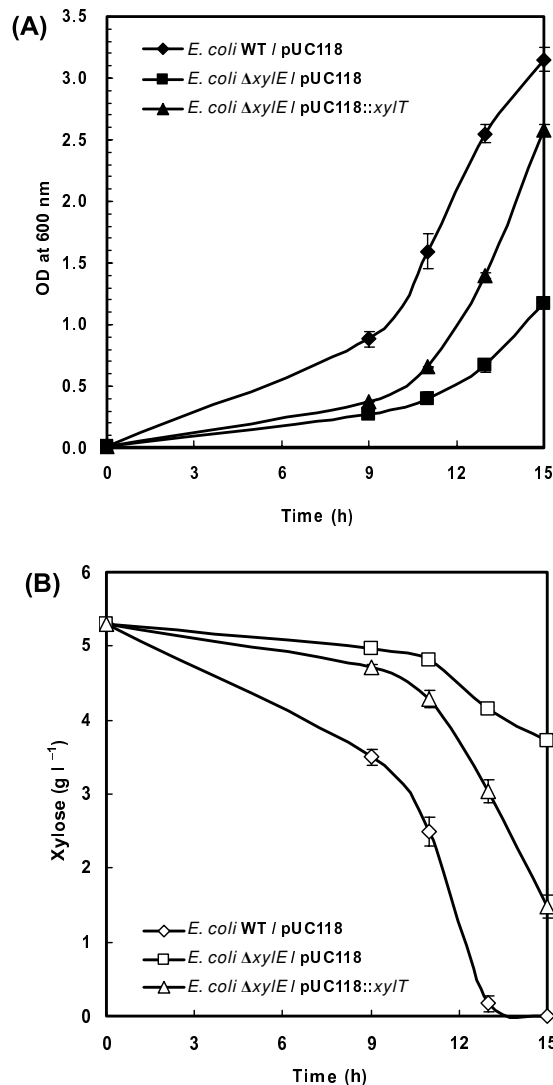 (A)
3.5
3.0
2.5
2.0
1.5
1.0
0.5
0.0
OD at 600 nm
E. coli WT / pUC118
E. coli ΔxylE / pUC118
E. coli ΔxylE / pUC118::xylT
0 3 6 9 12 15
Time (h)
(B)
6
5
4
3
2
1
0
Xylose (g l⁻¹)
E. coli WT / pUC118
E. coli ΔxylE / pUC118
E. coli ΔxylE / pUC118::xylT
0 3 6 9 12 15
Time (h)